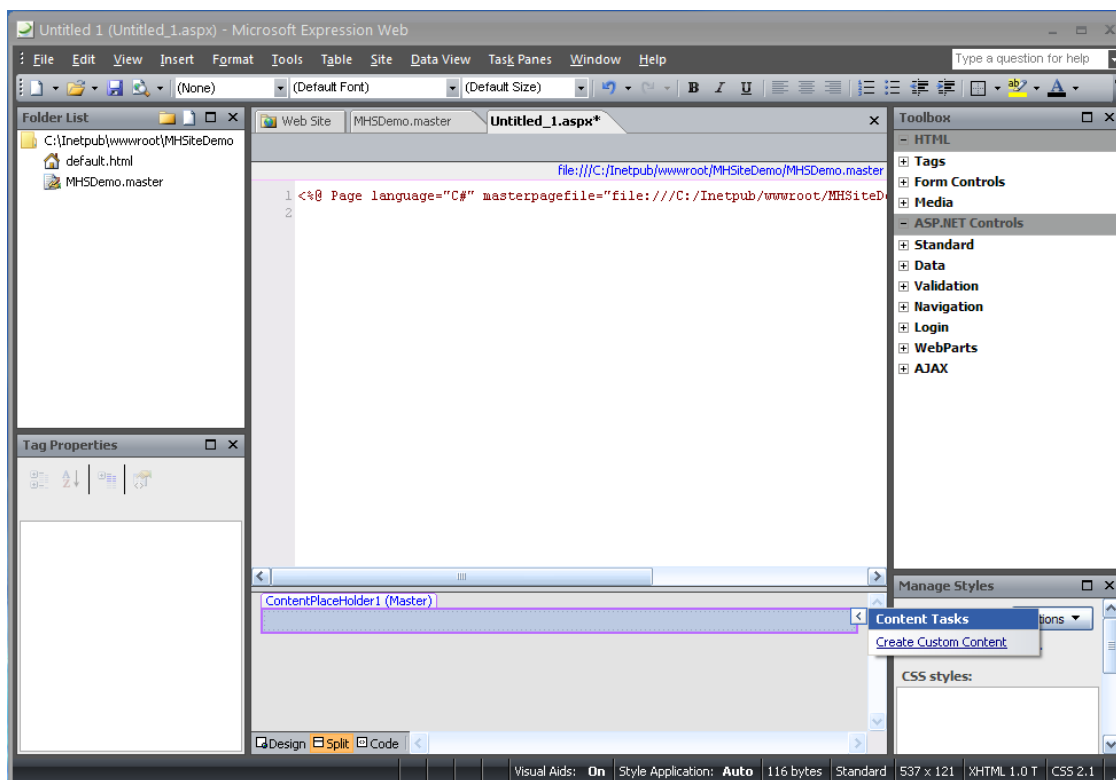 Untitled 1 (Untitled_1.aspx) - Microsoft Expression Web
File Edit View Insert Format Tools Table Site Data View Task Panes Window Help Type a question for help
(None) (Default Font) (Default Size) B I U ab A
Folder List
C:\Inetpub\wwwroot\MHSiteDemo
default.html
MHSDemo.master
Tag Properties
Web Site MHSDemo.master Untitled_1.aspx*
file:///C:/Inetpub/wwwroot/MHSiteDemo/MHSDemo.master
1 <%@ Page language="C#" masterpagefile="file:///C:/Inetpub/wwwroot/MHSiteD
2
ContentPlaceHolder1 (Master)
Content Tasks
Create Custom Content
Design Split Code
Toolbox
- HTML
+ Tags
+ Form Controls
+ Media
- ASP.NET Controls
+ Standard
+ Data
+ Validation
+ Navigation
+ Login
+ WebParts
+ AJAX
Manage Styles
tions
CSS styles:
Visual Aids: On Style Application: Auto 116 bytes Standard 537 x 121 XHTML 1.0 T CSS 2.1